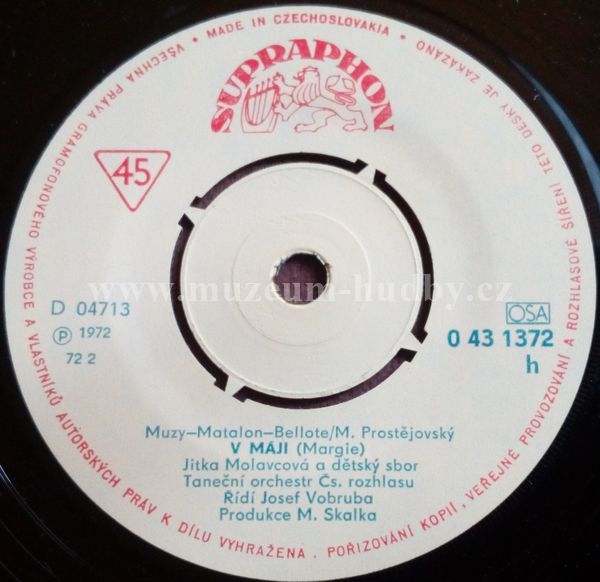 VŠECHNA PRÁVA GRAMOFONOVÉHO VÝROBCE A VLASTNÍKŮ AUTORSKÝCH PRÁV K DÍLU VYHRAŽENA. POŘIZOVÁNÍ KOPIÍ, VEŘEJNÉ PROVOZOVÁNÍ A ROZHLASOVÉ ŠÍŘENÍ TÉTO DESKY JE ZAKÁZÁNO • MADE IN CZECHOSLOVAKIA •
SUPRAPHON
45
www.muzeum-hudby.cz
D 04713
Ⓟ 1972
72 2
OSA
0 43 1372
h
Muzy–Matalon–Bellote/M. Prostějovský
V MÁJI (Margie)
Jitka Molavcová a dětský sbor
Taneční orchestr Čs. rozhlasu
Řídí Josef Vobruba
Produkce M. Skalka